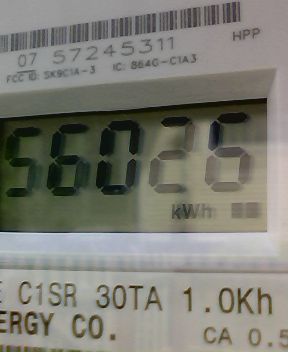 HPP
07 57245311
FCC ID: SK9C1A-3 IC: 864G-C1A3
56026
kWh
C1SR 30TA 1.0Kh
ERGY CO. CA 0.5